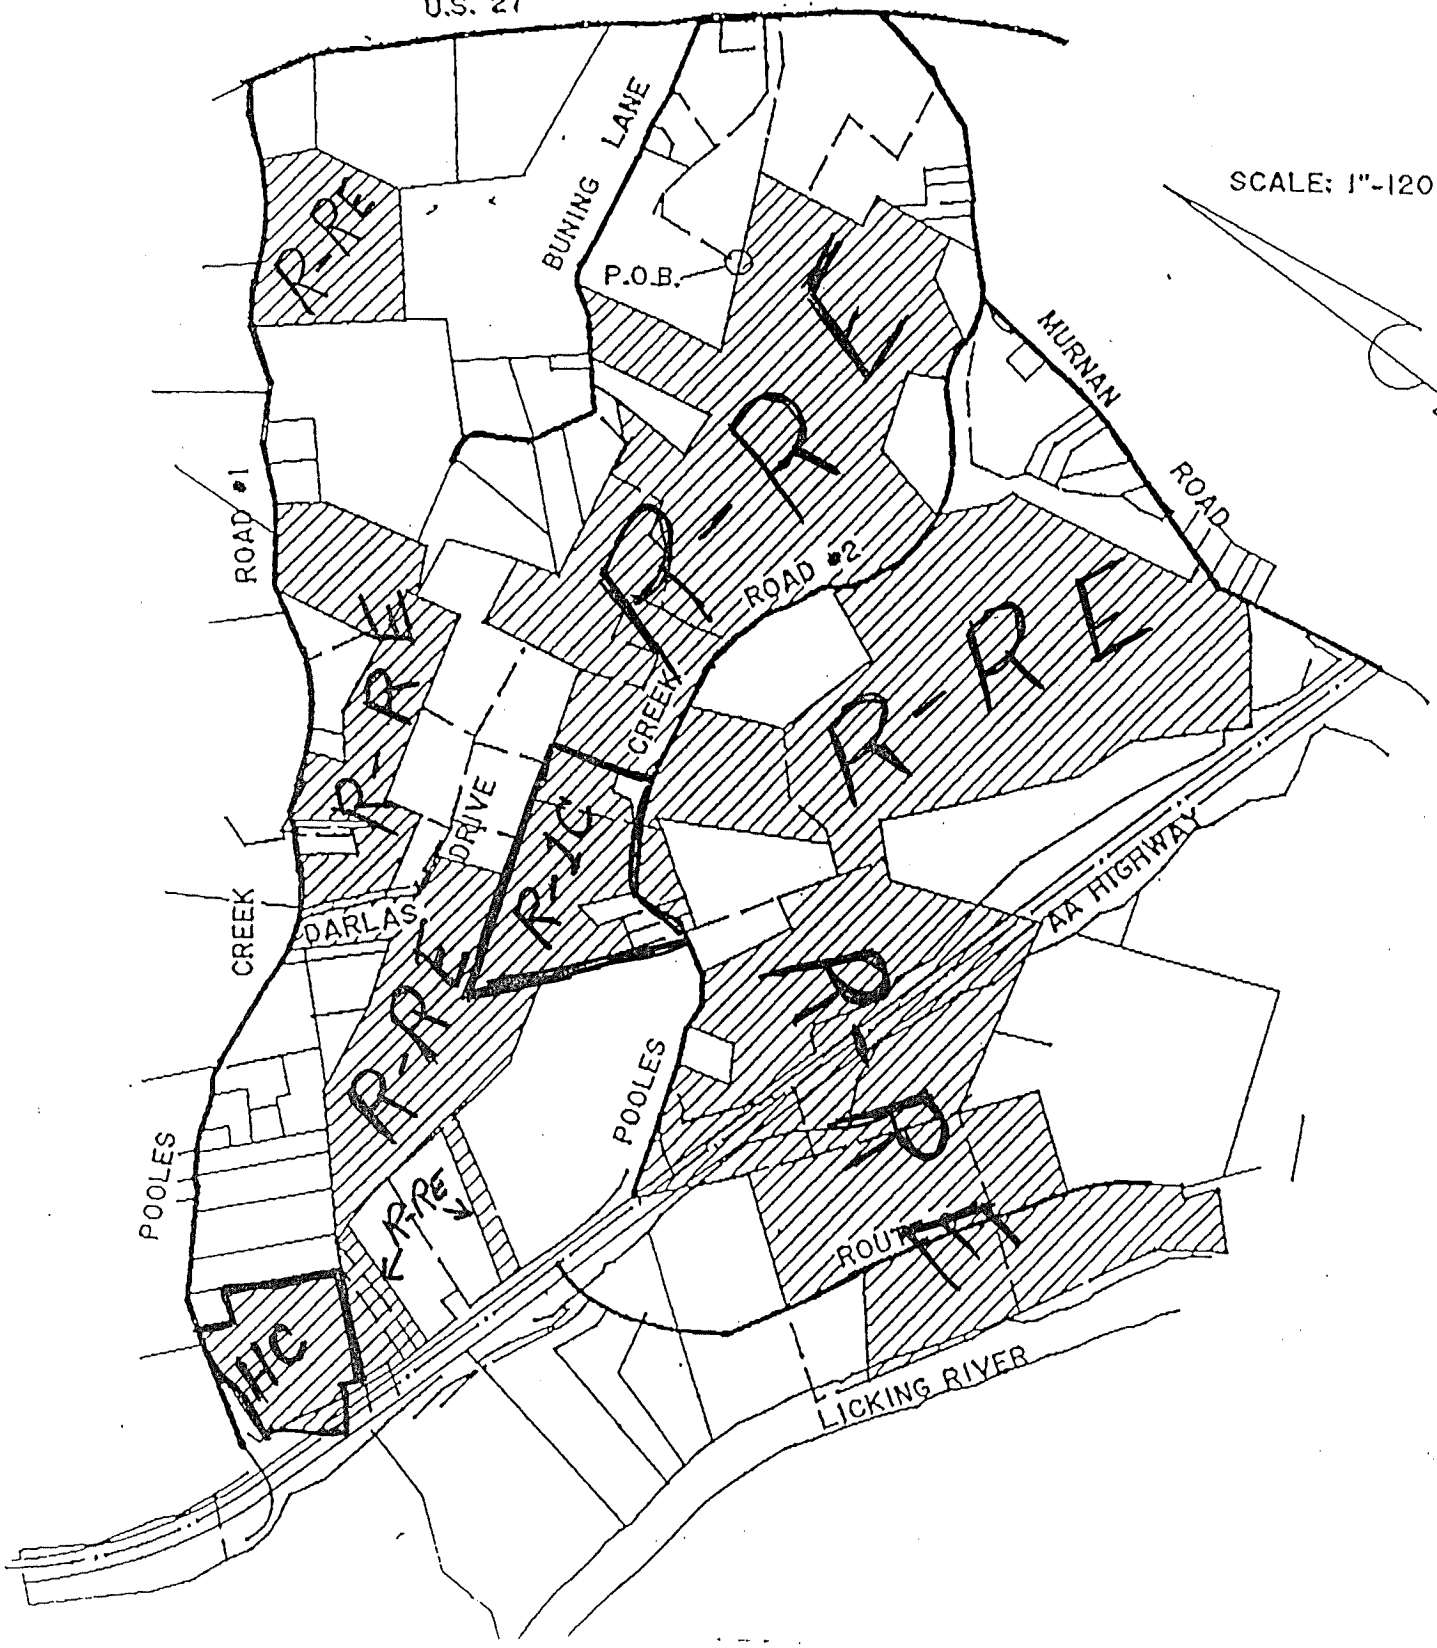 U.S. 27
BUNING LANE
SCALE: 1"-120
R-RE
P.O.B.
MURNAN ROAD
R-RE
ROAD #1
ROAD #2
R-RE
R-RE
CREEK
DRIVE
R-1C
AA HIGHWAY
CREEK
DARLAS
R-RE
R-RE
POOLES
POOLES
R-RE
ROUTE
HC
LICKING RIVER